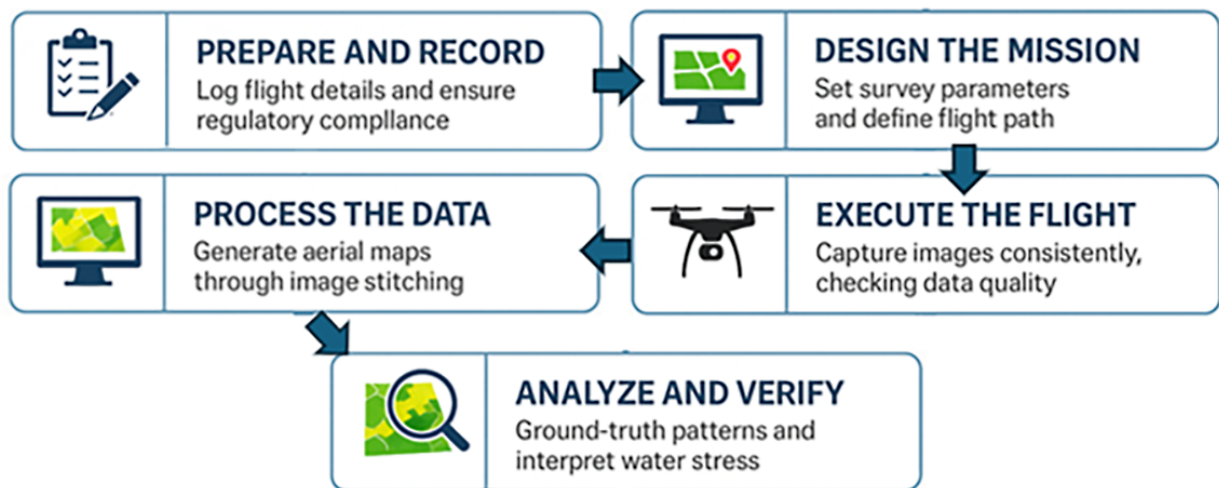 PREPARE AND RECORD
Log flight details and ensure
regulatory compllance
DESIGN THE MISSION
Set survey parameters
and define flight path
EXECUTE THE FLIGHT
Capture images consistently,
checking data quality
PROCESS THE DATA
Generate aerial maps
through image stitching
ANALYZE AND VERIFY
Ground-truth patterns and
interpret water stress